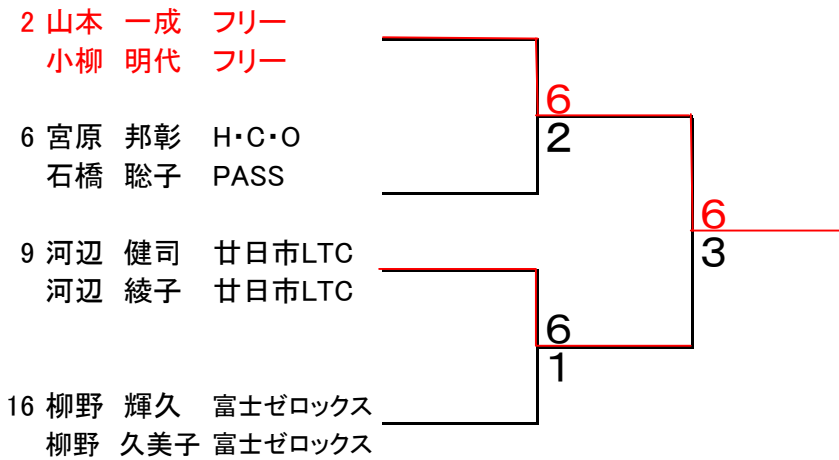 2 山本 一成 フリー
小柳 明代 フリー
6
2
6 宮原 邦彰 H・C・O
石橋 聡子 PASS
6
3
9 河辺 健司 廿日市LTC
河辺 綾子 廿日市LTC
6
1
16 柳野 輝久 富士ゼロックス
柳野 久美子 富士ゼロックス